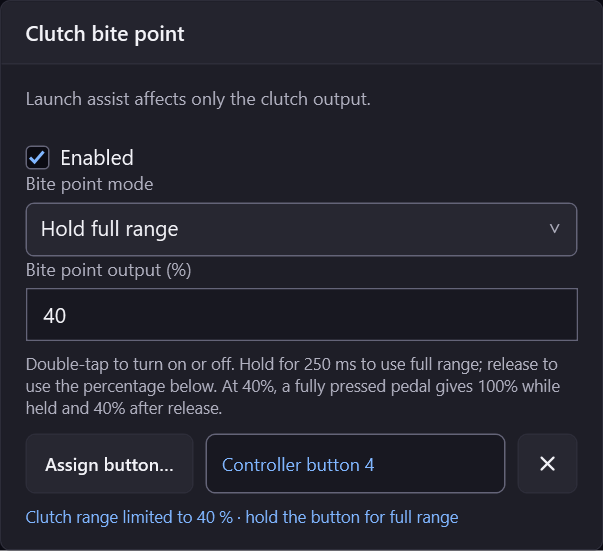 Clutch bite point
Launch assist affects only the clutch output.
Enabled
Bite point mode
Hold full range
Bite point output (%)
40
Double-tap to turn on or off. Hold for 250 ms to use full range; release to
use the percentage below. At 40%, a fully pressed pedal gives 100% while
held and 40% after release.
Assign button...
Controller button 4
Clutch range limited to 40 % · hold the button for full range